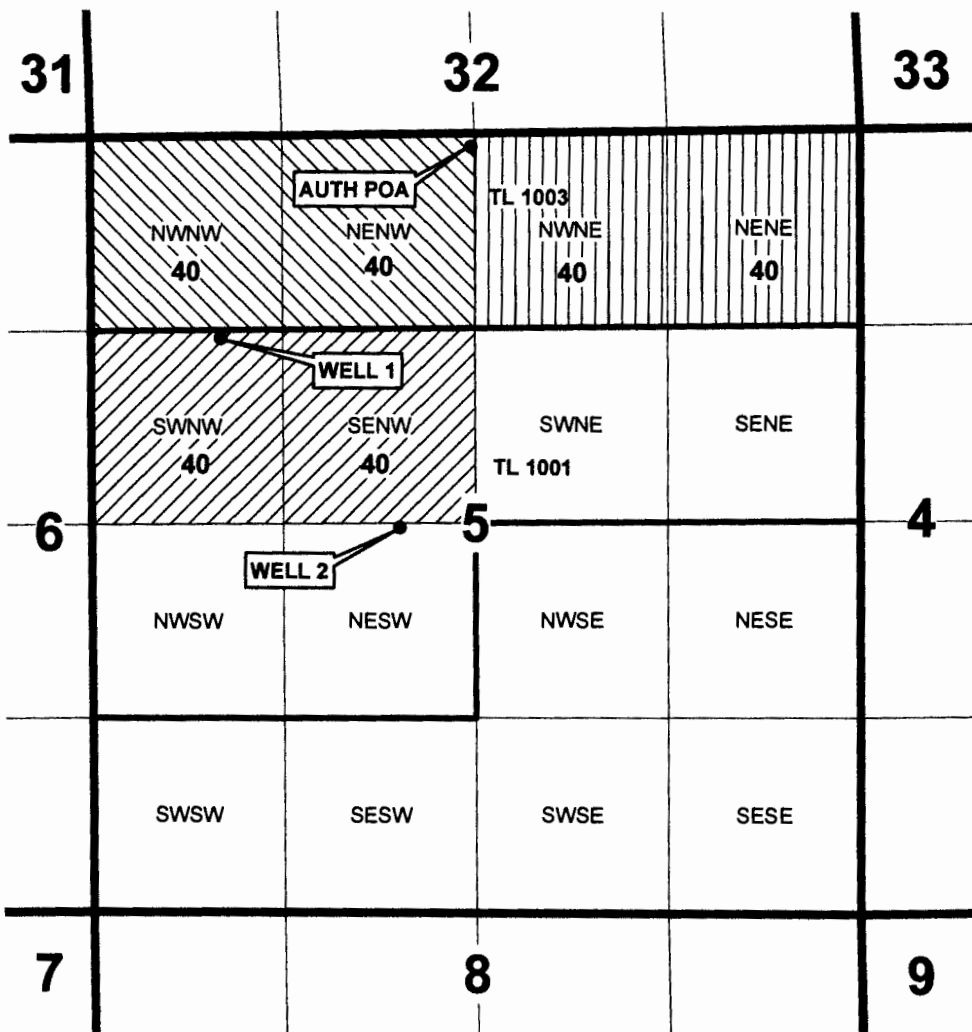 31 32 33
AUTH POA
TL 1003
NWNW NENW NWNE NENE
40 40 40 40
WELL 1
SWNW SENW SWNE SENE
40 40 TL 1001
6 5 4
WELL 2
NWSW NESW NWSE NESE
SWSW SESW SWSE SESE
7 8 9